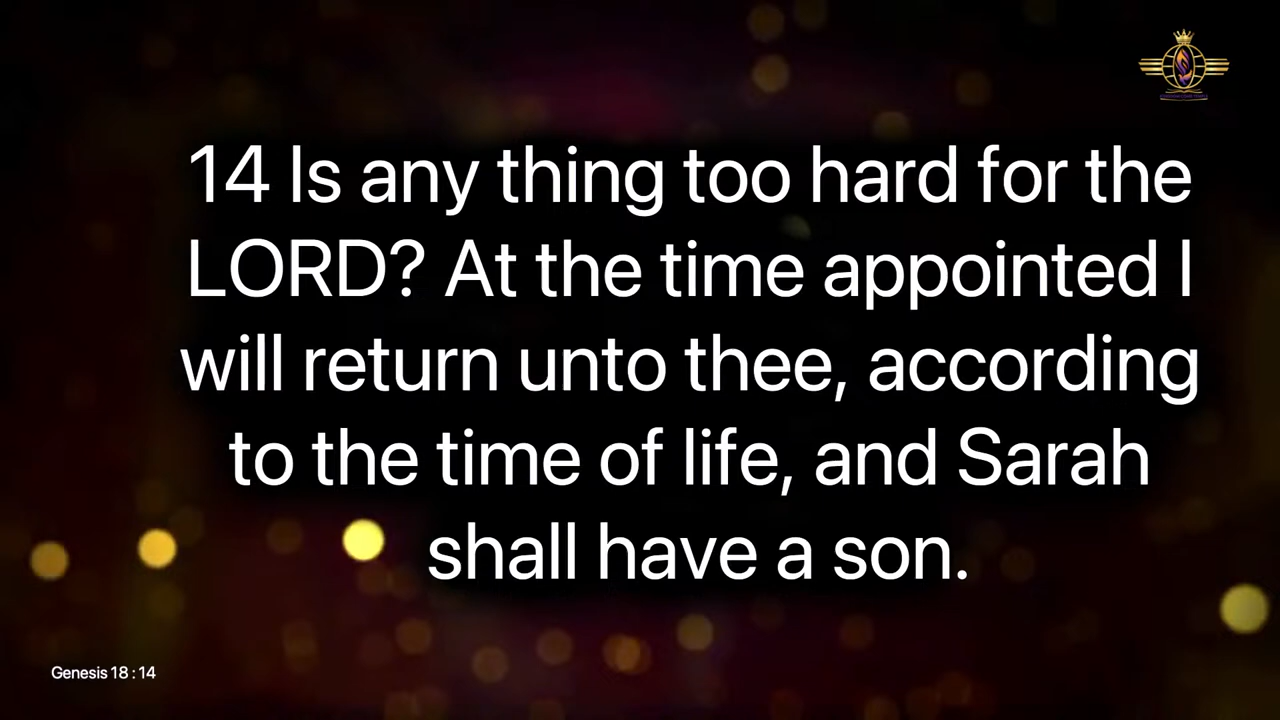 14 Is any thing too hard for the
LORD? At the time appointed I
will return unto thee, according
to the time of life, and Sarah
shall have a son.
Genesis 18 : 14